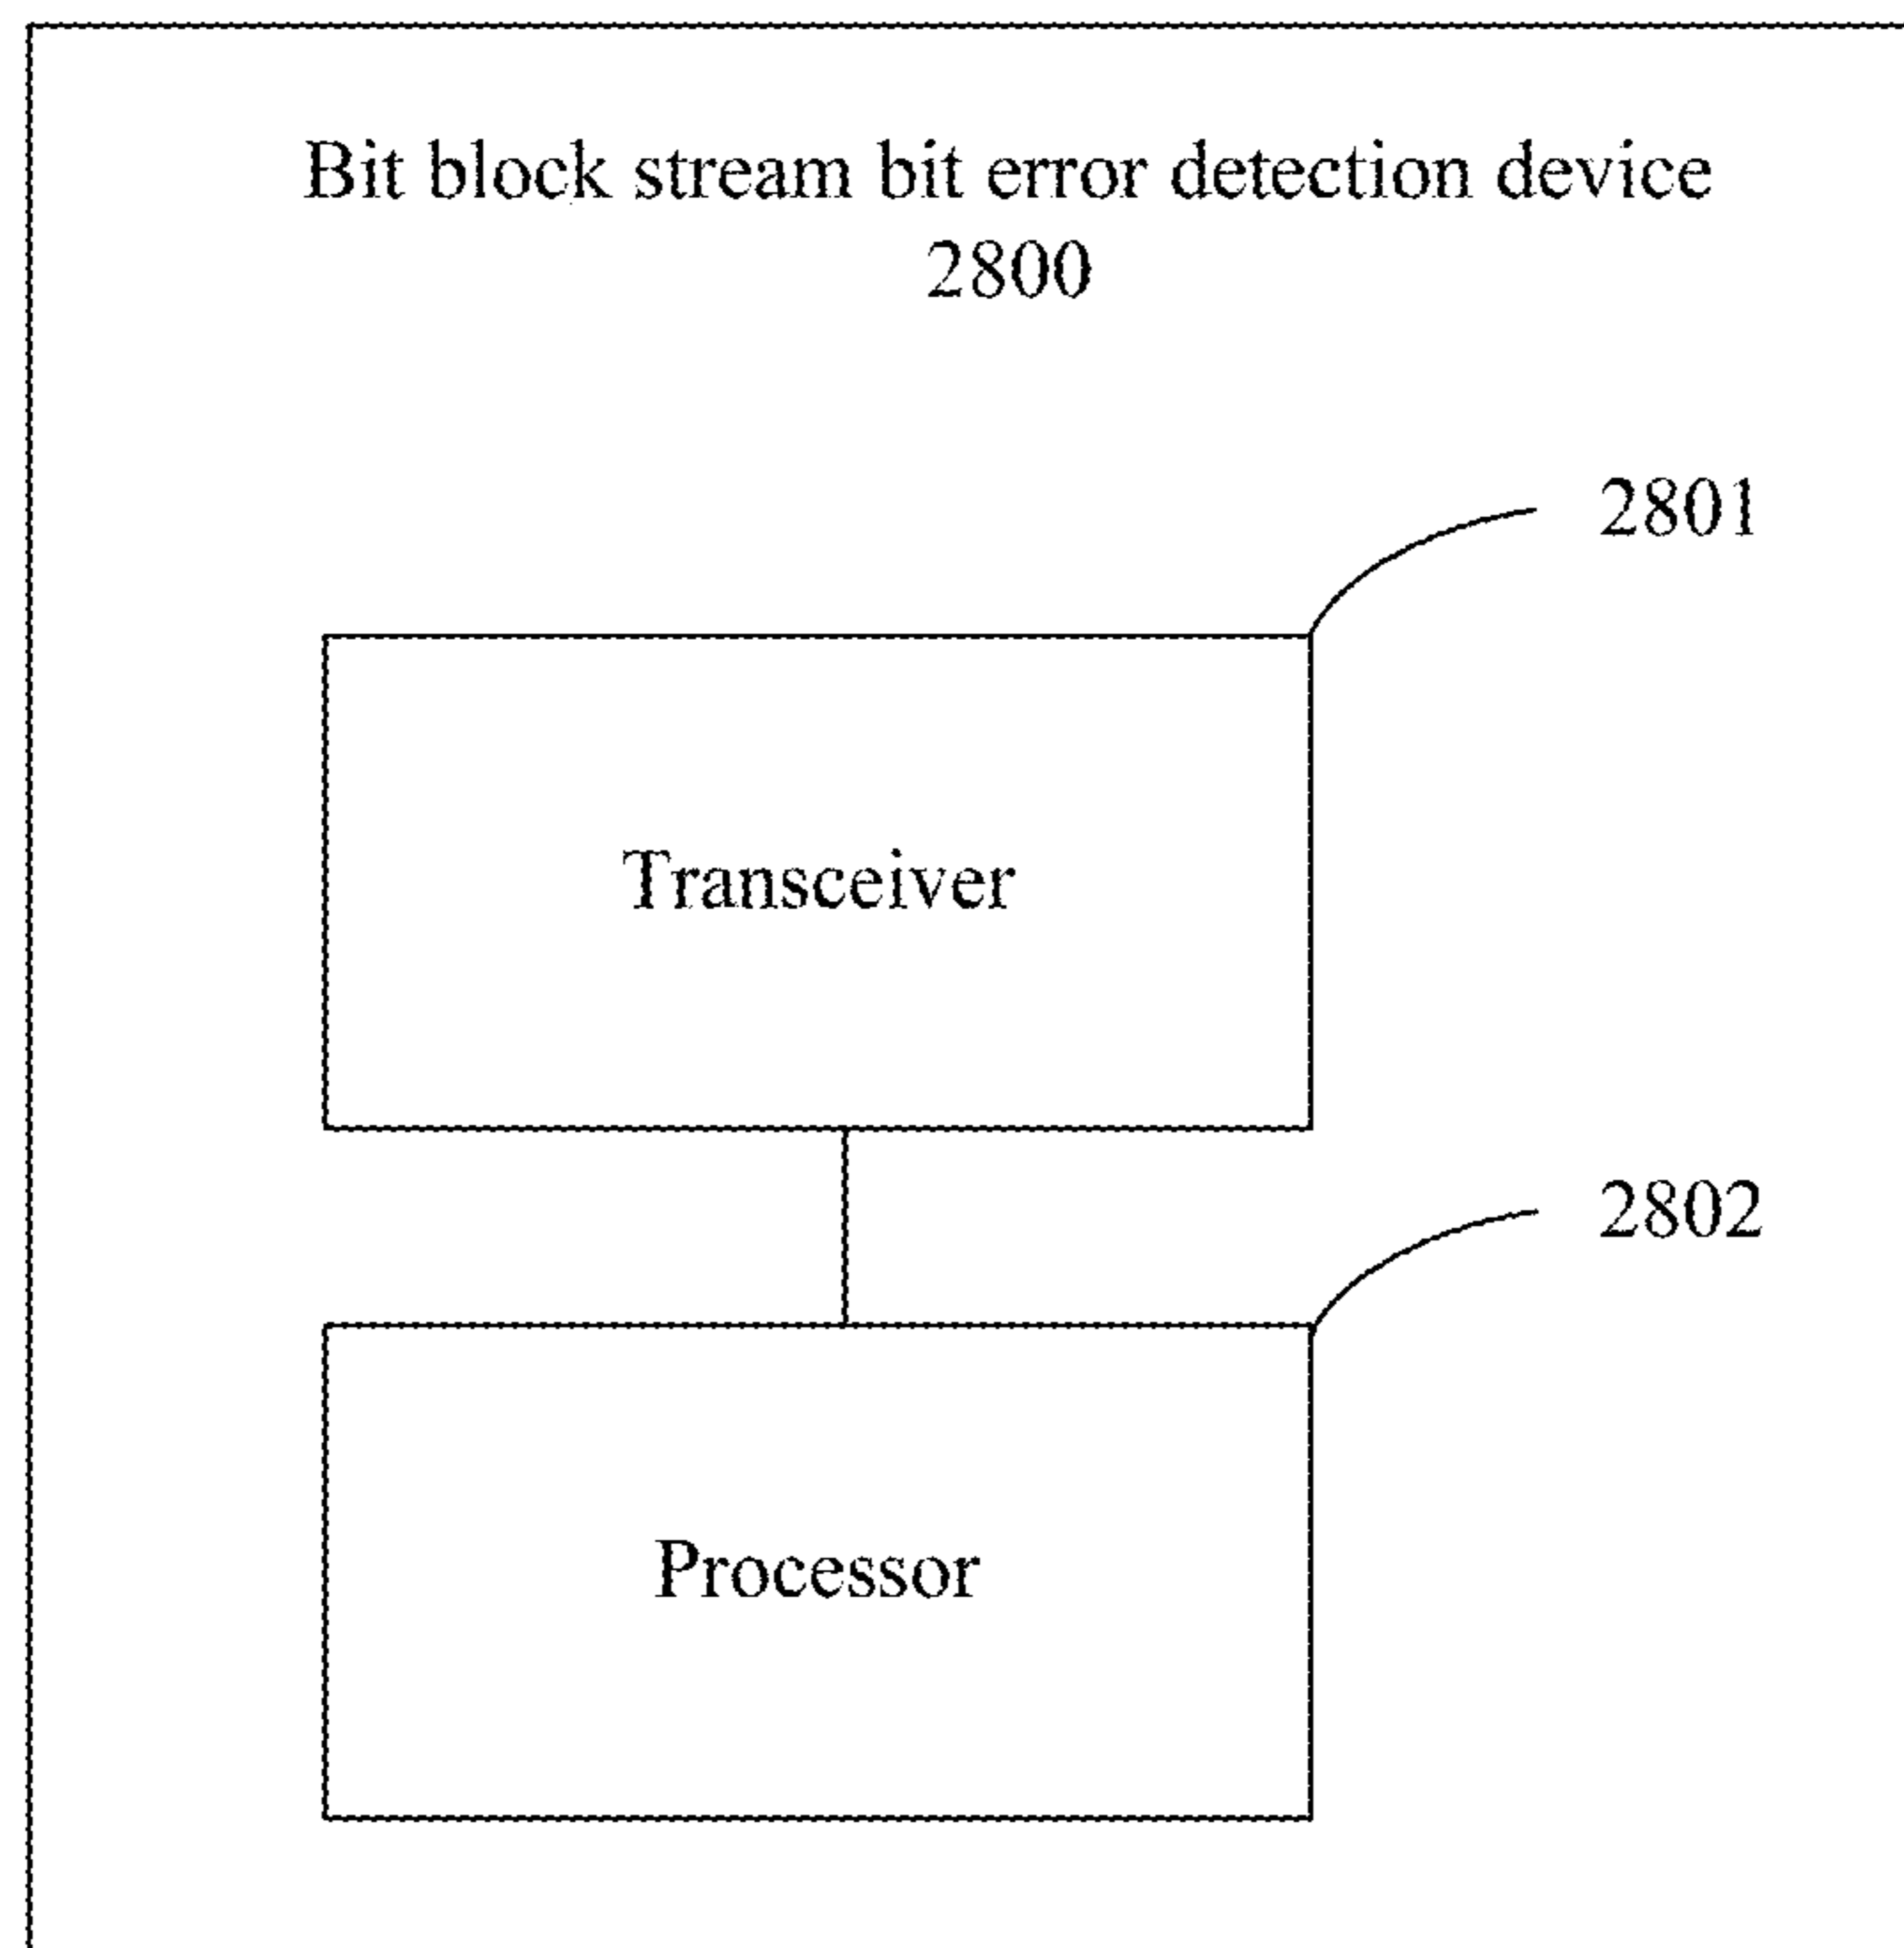 Bit block stream bit error detection device
2800
2801
Transceiver
2802
Processor